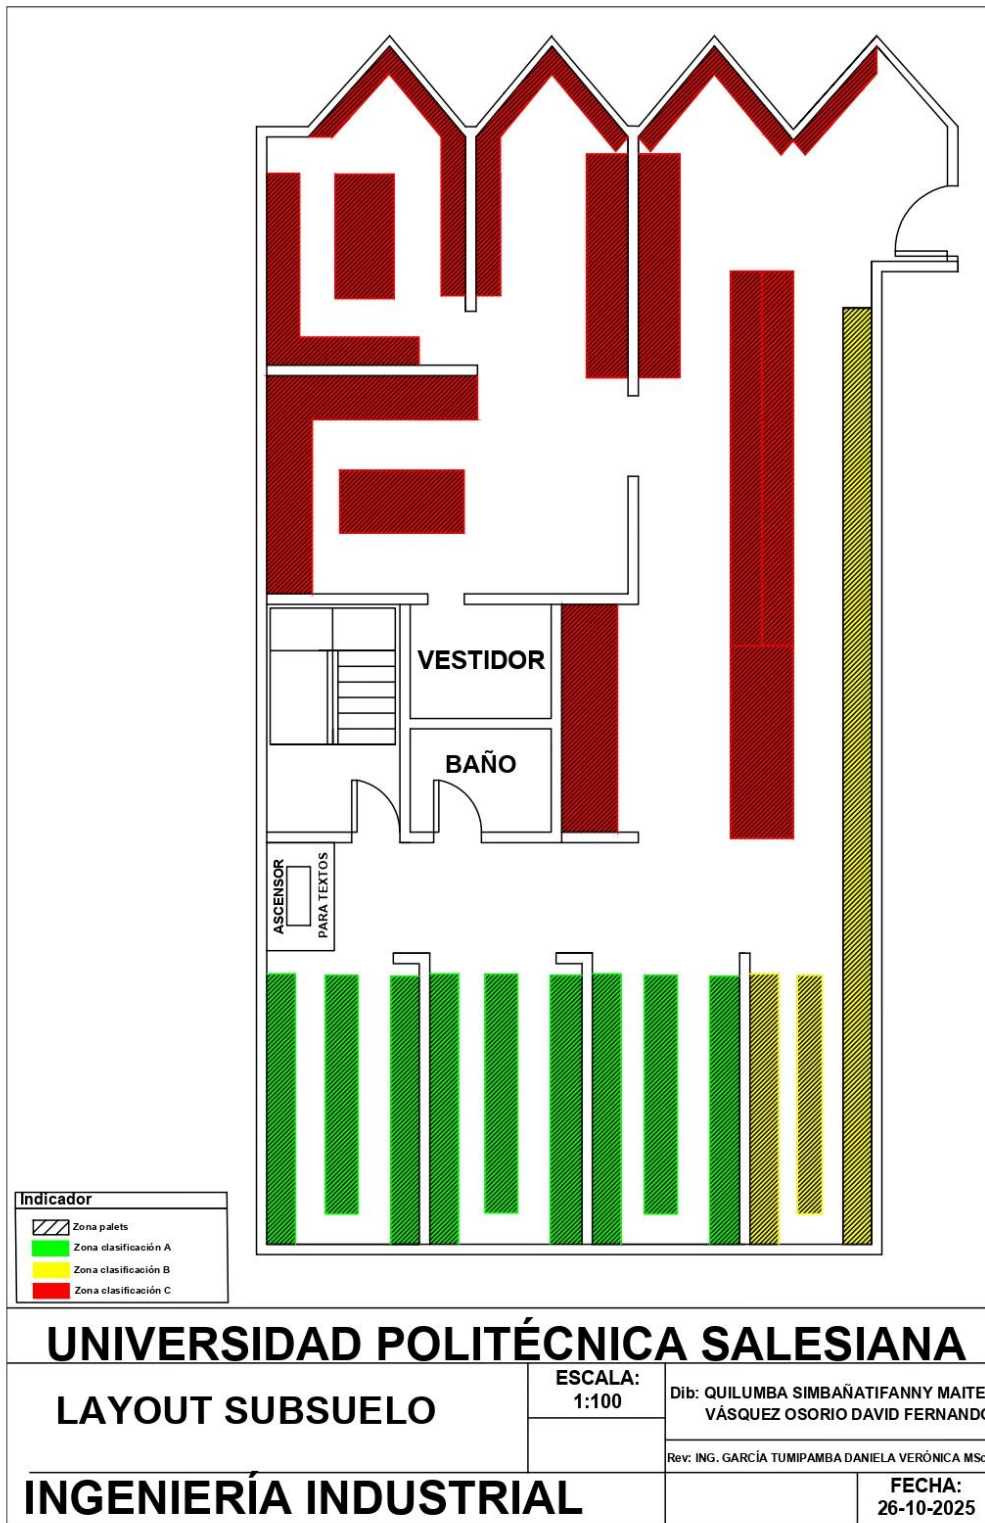 VESTIDOR
BAÑO
ASCENSOR
PARA TEXTOS
Indicador
Zona palets
Zona clasificación A
Zona clasificación B
Zona clasificación C
UNIVERSIDAD POLITÉCNICA SALESIANA
LAYOUT SUBSUELO
ESCALA:
1:100
Dib: QUILUMBA SIMBAÑATIFANNY MAITE
VÁSQUEZ OSORIO DAVID FERNANDO
Rev: ING. GARCÍA TUMIPAMBA DANIELA VERÓNICA MSc
INGENIERÍA INDUSTRIAL
FECHA:
26-10-2025